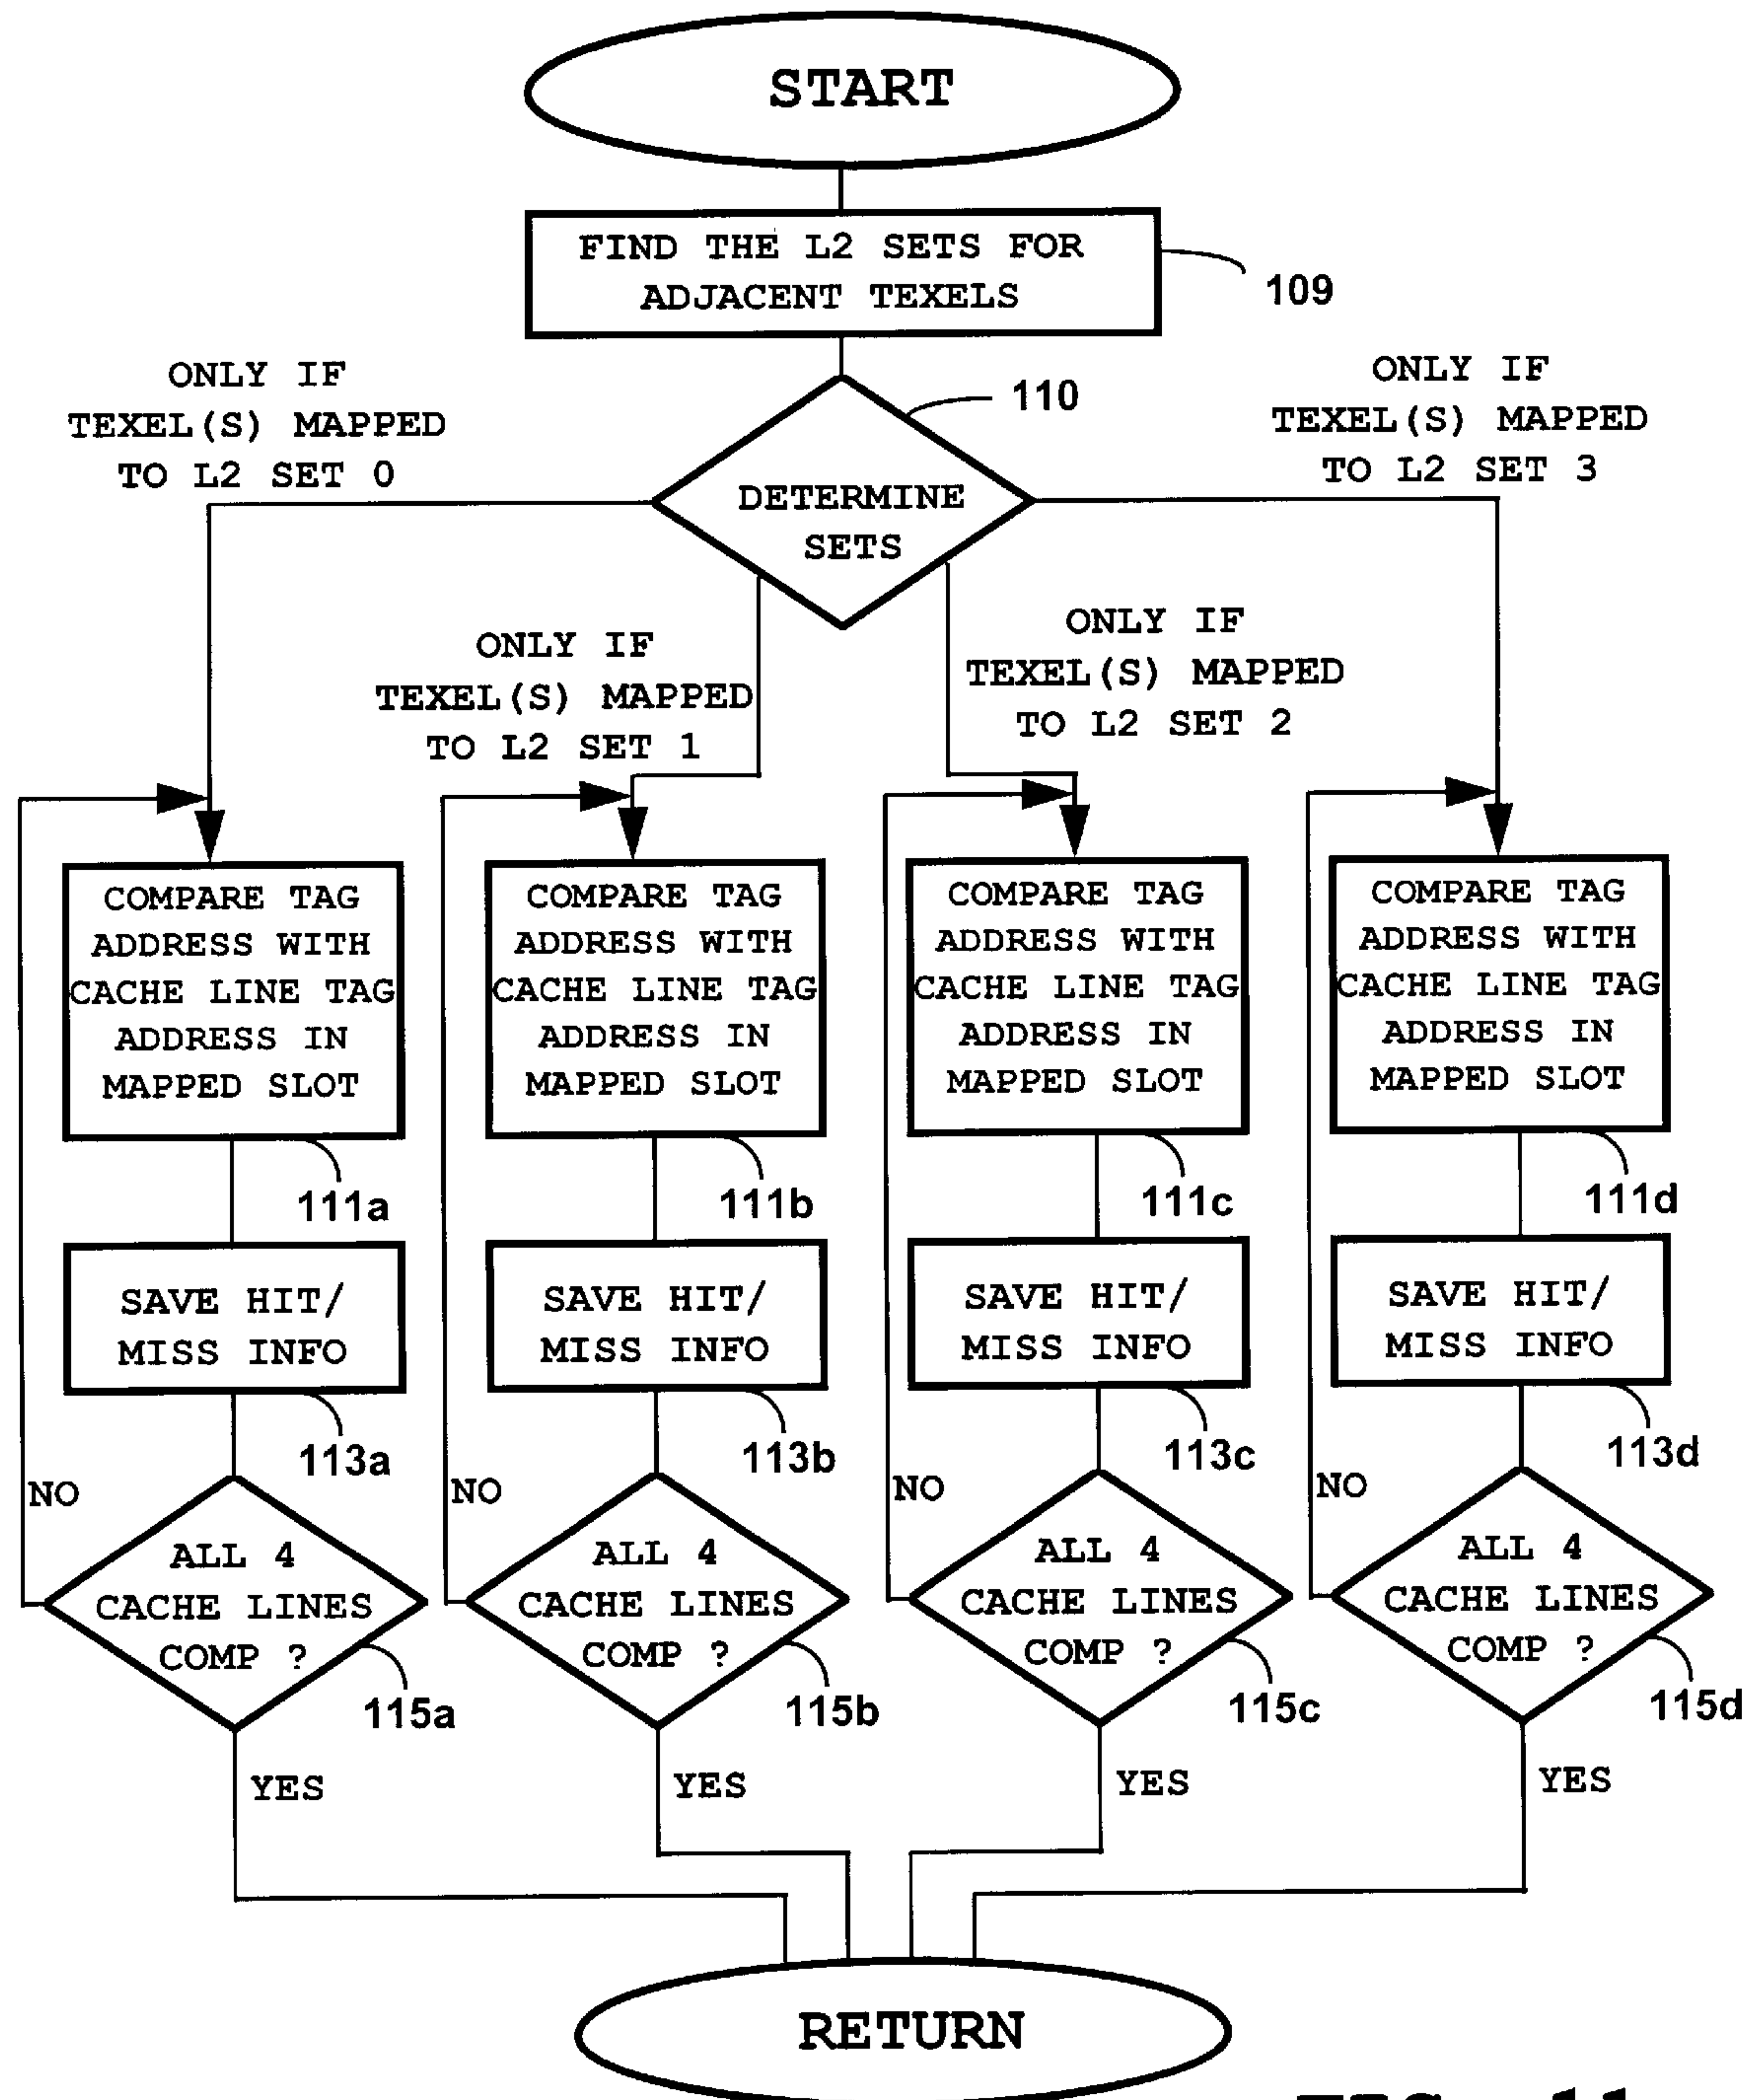 START
FIND THE L2 SETS FOR
ADJACENT TEXELS
109
110
DETERMINE
SETS
ONLY IF
TEXEL(S) MAPPED
TO L2 SET 0
ONLY IF
TEXEL(S) MAPPED
TO L2 SET 1
ONLY IF
TEXEL(S) MAPPED
TO L2 SET 2
ONLY IF
TEXEL(S) MAPPED
TO L2 SET 3
COMPARE TAG
ADDRESS WITH
CACHE LINE TAG
ADDRESS IN
MAPPED SLOT
111a
COMPARE TAG
ADDRESS WITH
CACHE LINE TAG
ADDRESS IN
MAPPED SLOT
111b
COMPARE TAG
ADDRESS WITH
CACHE LINE TAG
ADDRESS IN
MAPPED SLOT
111c
COMPARE TAG
ADDRESS WITH
CACHE LINE TAG
ADDRESS IN
MAPPED SLOT
111d
SAVE HIT/
MISS INFO
113a
SAVE HIT/
MISS INFO
113b
SAVE HIT/
MISS INFO
113c
SAVE HIT/
MISS INFO
113d
NO
ALL 4
CACHE LINES
COMP ?
115a
YES
NO
ALL 4
CACHE LINES
COMP ?
115b
YES
NO
ALL 4
CACHE LINES
COMP ?
115c
YES
NO
ALL 4
CACHE LINES
COMP ?
115d
YES
RETURN